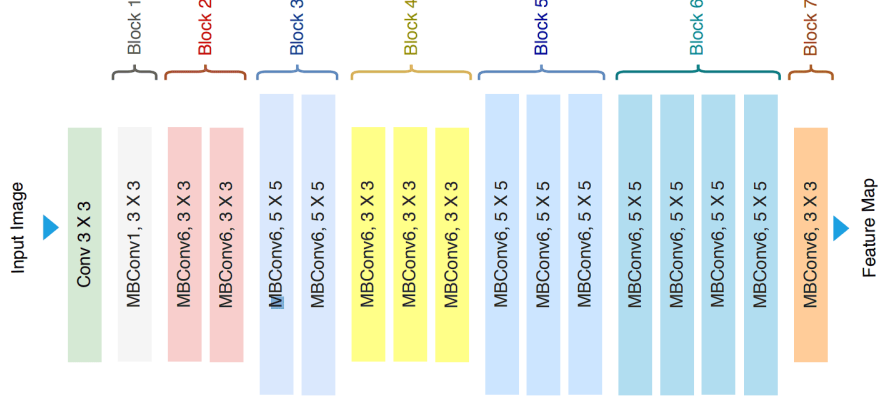 Input Image
Conv 3 X 3
MBConv1, 3 X 3
MBConv6, 3 X 3
MBConv6, 3 X 3
MBConv6, 5 X 5
MBConv6, 5 X 5
MBConv6, 3 X 3
MBConv6, 3 X 3
MBConv6, 3 X 3
MBConv6, 5 X 5
MBConv6, 5 X 5
MBConv6, 5 X 5
MBConv6, 5 X 5
MBConv6, 5 X 5
MBConv6, 5 X 5
MBConv6, 5 X 5
MBConv6, 3 X 3
Feature Map
Block 1
Block 2
Block 3
Block 4
Block 5
Block 6
Block 7